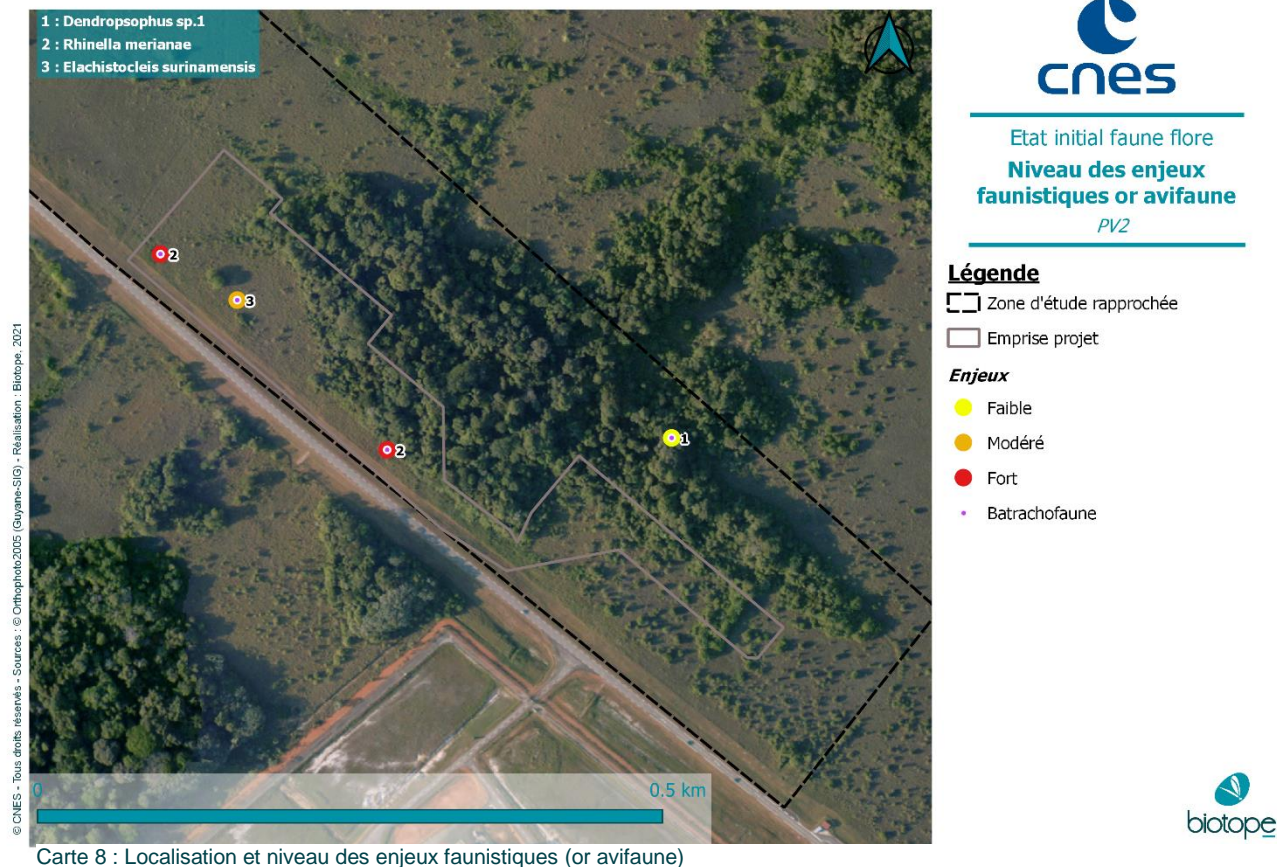 1 : Dendropsophus sp.1
2 : Rhinella merianae
3 : Elachistocleis surinamensis
2
3
2
1
0
0.5 km
© CNES - Tous droits réservés - Sources : © Orthophoto2005 (Guyane-SIG) - Réalisation : Biotope, 2021
cnes
Etat initial faune flore
Niveau des enjeux
faunistiques or avifaune
PV2
Légende
Zone d'étude rapprochée
Emprise projet
Enjeux
Faible
Modéré
Fort
Batrachofaune
biotope
Carte 8 : Localisation et niveau des enjeux faunistiques (or avifaune)